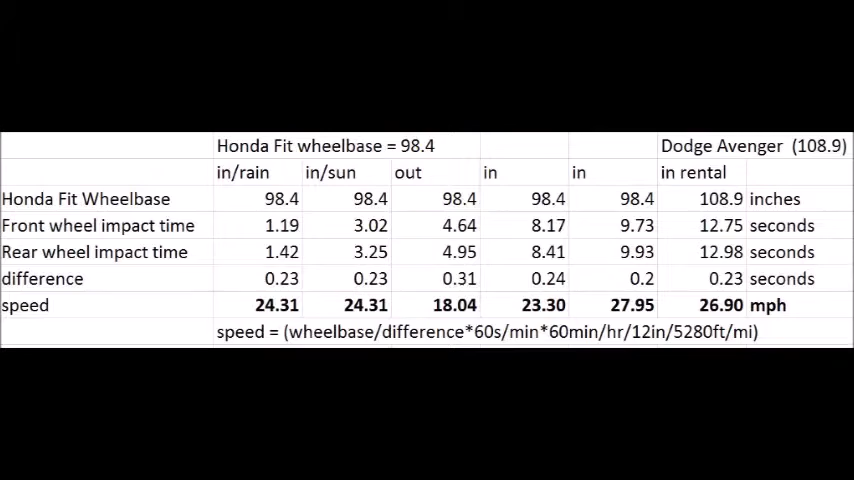 Honda Fit wheelbase = 98.4 Dodge Avenger (108.9)
in/rain in/sun out in in in rental
Honda Fit Wheelbase 98.4 98.4 98.4 98.4 98.4 108.9 inches
Front wheel impact time 1.19 3.02 4.64 8.17 9.73 12.75 seconds
Rear wheel impact time 1.42 3.25 4.95 8.41 9.93 12.98 seconds
difference 0.23 0.23 0.31 0.24 0.2 0.23 seconds
speed 24.31 24.31 18.04 23.30 27.95 26.90 mph
speed = (wheelbase/difference*60s/min*60min/hr/12in/5280ft/mi)